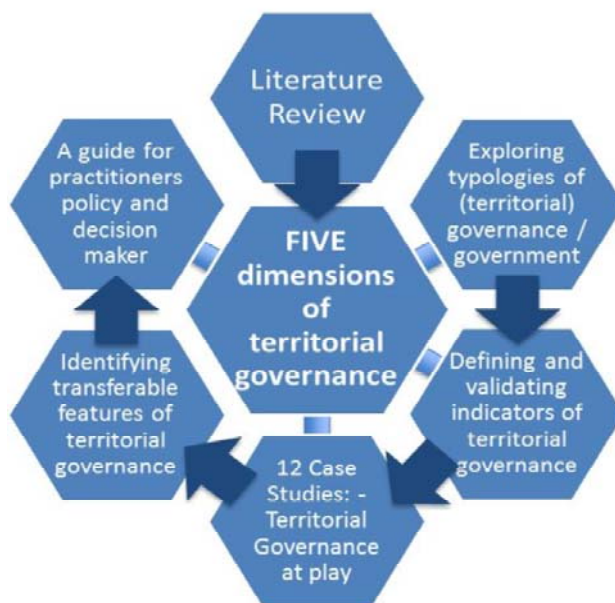 Literature
Review
Exploring
typologies of
(territorial)
governance /
government
Defining and
validating
indicators of
territorial
governance
12 Case
Studies: -
Territorial
Governance
at play
Identifying
transferable
features of
territorial
governance
A guide for
practitioners
policy and
decision
maker
FIVE
dimensions
of
territorial
governance